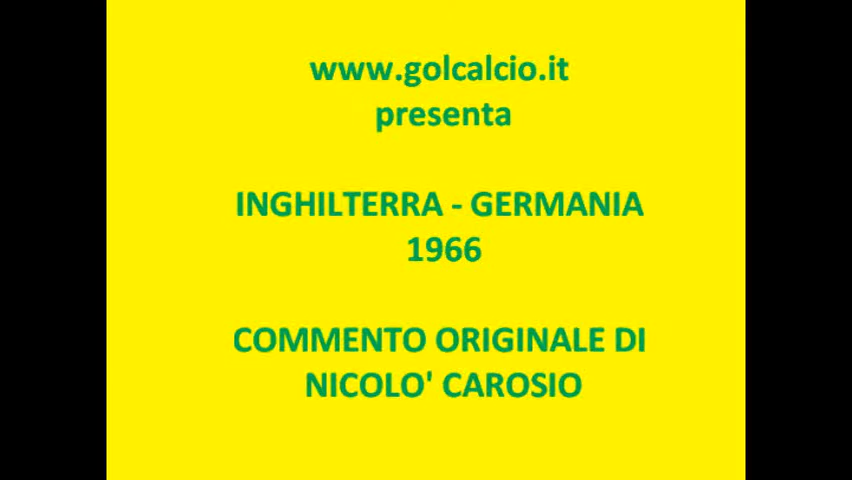 www.golcalcio.it
presenta
INGHILTERRA - GERMANIA
1966
COMMENTO ORIGINALE DI
NICOLO' CAROSIO